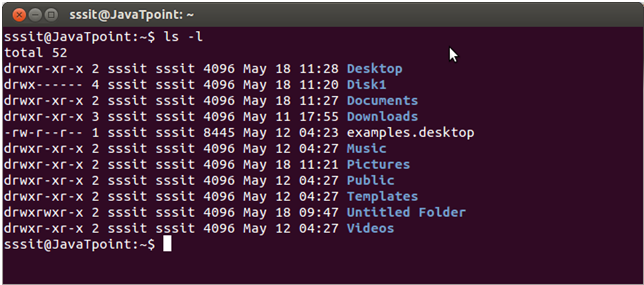 sssit@JavaTpoint: ~
sssit@JavaTpoint:~$ ls -l
total 52
drwxr-xr-x 2 sssit sssit 4096 May 18 11:28 Desktop
drwx------ 4 sssit sssit 4096 May 18 11:20 Disk1
drwxr-xr-x 2 sssit sssit 4096 May 18 11:27 Documents
drwxr-xr-x 3 sssit sssit 4096 May 11 17:55 Downloads
-rw-r--r-- 1 sssit sssit 8445 May 12 04:23 examples.desktop
drwxr-xr-x 2 sssit sssit 4096 May 12 04:27 Music
drwxr-xr-x 2 sssit sssit 4096 May 18 11:21 Pictures
drwxr-xr-x 2 sssit sssit 4096 May 12 04:27 Public
drwxr-xr-x 2 sssit sssit 4096 May 12 04:27 Templates
drwxrwxr-x 2 sssit sssit 4096 May 18 09:47 Untitled Folder
drwxr-xr-x 2 sssit sssit 4096 May 12 04:27 Videos
sssit@JavaTpoint:~$